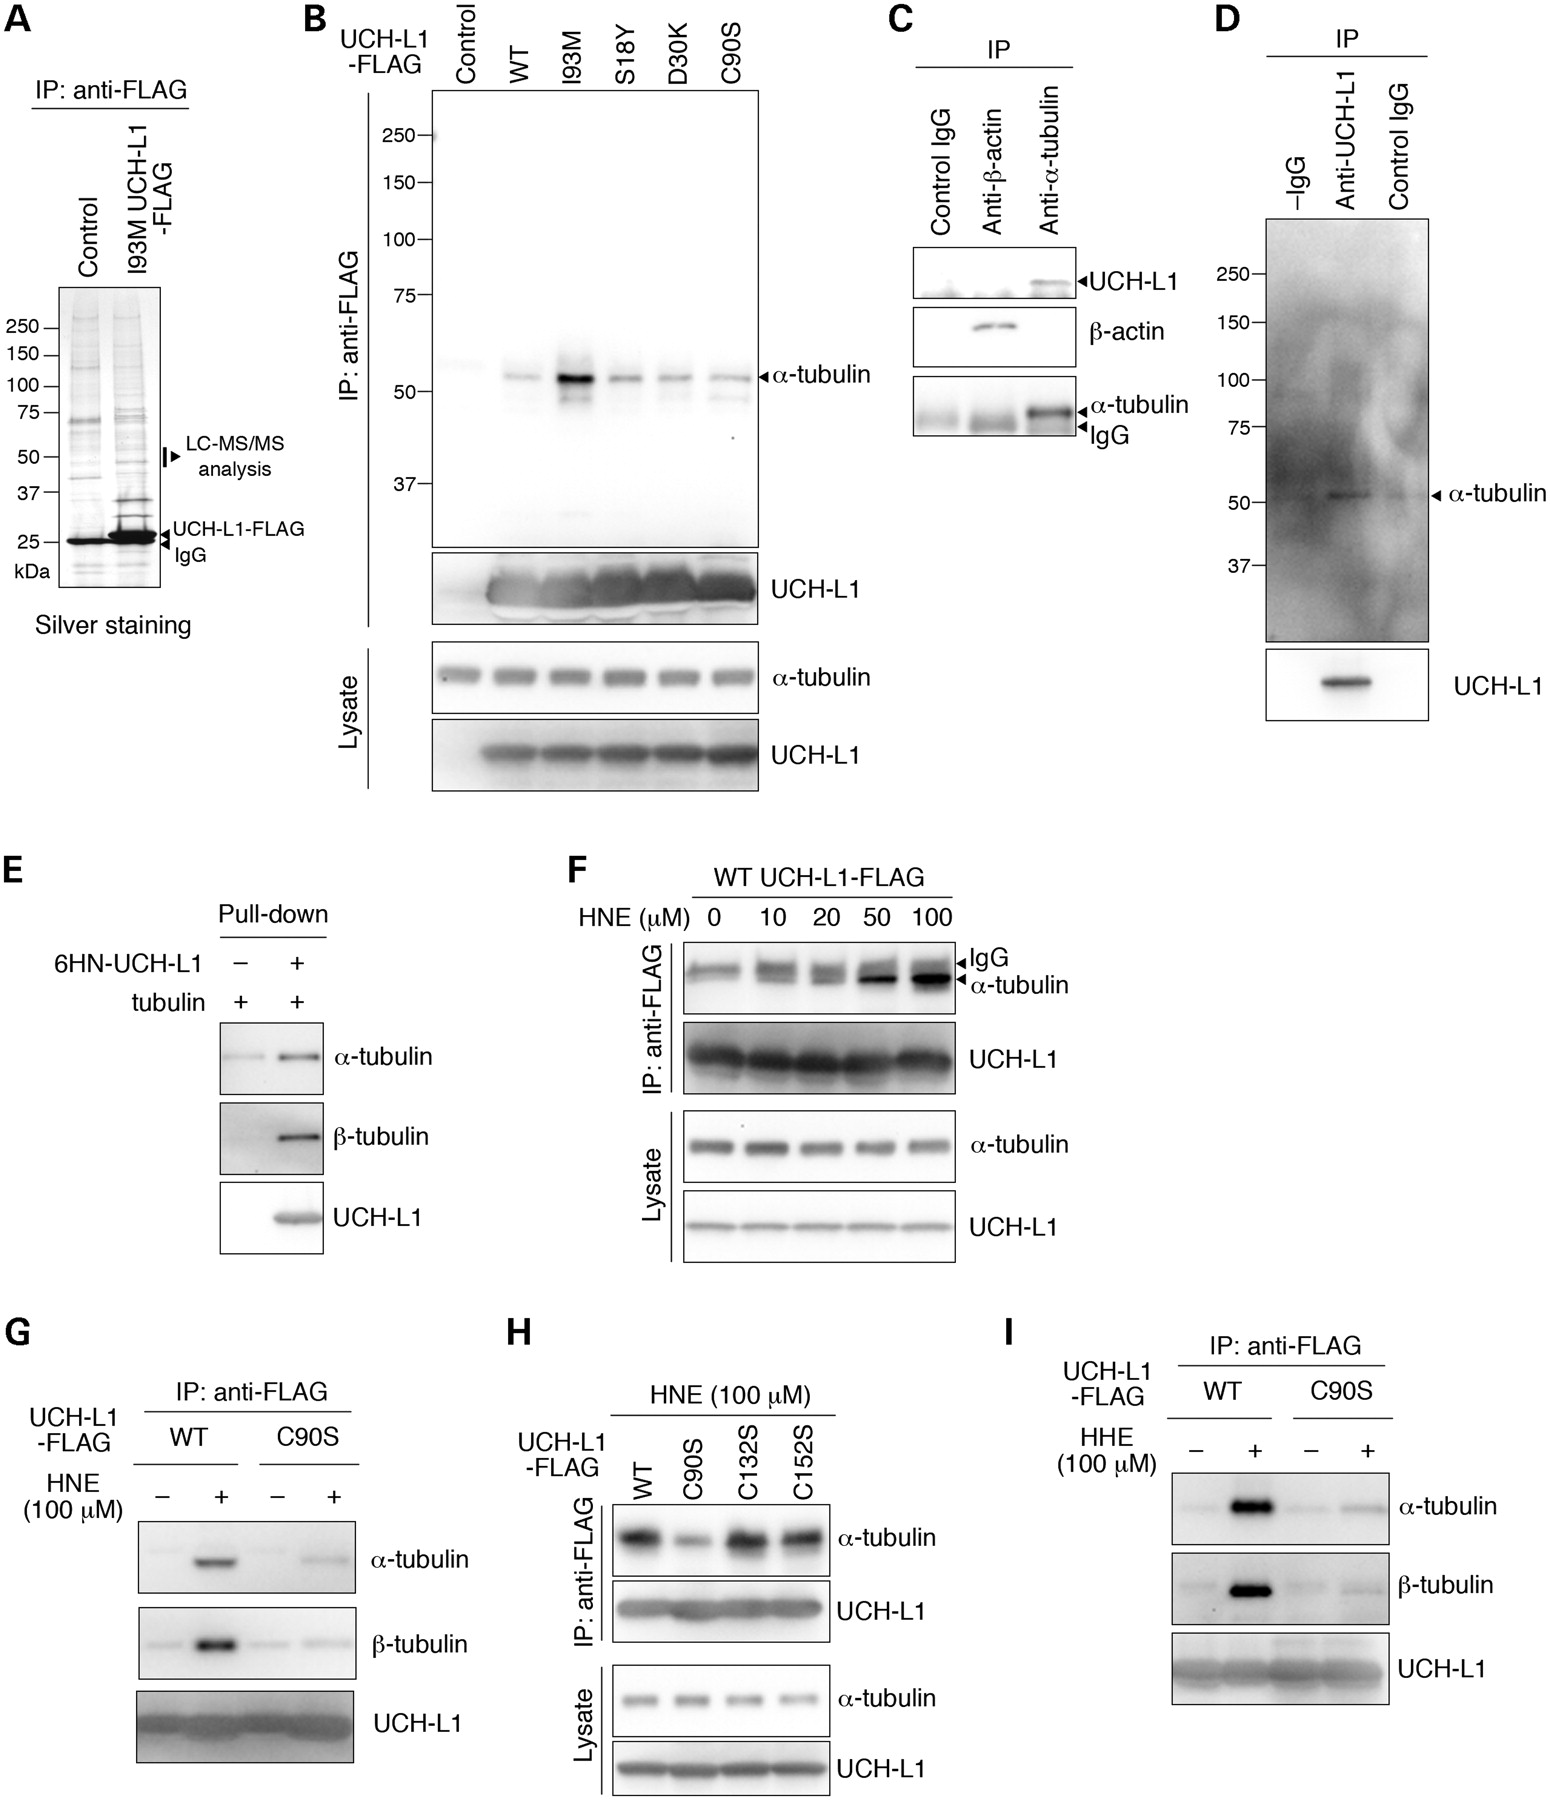 A
IP: anti-FLAG
Control
I93M UCH-L1
-FLAG
250
150
100
75
50
37
25
kDa
LC-MS/MS
analysis
UCH-L1-FLAG
IgG
Silver staining
B
UCH-L1
-FLAG
Control
WT
I93M
S18Y
D30K
C90S
IP: anti-FLAG
250
150
100
75
50
37
α-tubulin
UCH-L1
Lysate
α-tubulin
UCH-L1
C
IP
Control IgG
Anti-β-actin
Anti-α-tubulin
UCH-L1
β-actin
α-tubulin
IgG
D
IP
–IgG
Anti-UCH-L1
Control IgG
250
150
100
75
50
37
α-tubulin
UCH-L1
E
Pull-down
6HN-UCH-L1 – +
tubulin + +
α-tubulin
β-tubulin
UCH-L1
F
WT UCH-L1-FLAG
HNE (μM) 0 10 20 50 100
IP: anti-FLAG
IgG
α-tubulin
UCH-L1
Lysate
α-tubulin
UCH-L1
G
IP: anti-FLAG
UCH-L1
-FLAG
WT C90S
HNE
(100 μM)
– + – +
α-tubulin
β-tubulin
UCH-L1
H
HNE (100 μM)
UCH-L1
-FLAG
WT
C90S
C132S
C152S
IP: anti-FLAG
α-tubulin
UCH-L1
Lysate
α-tubulin
UCH-L1
I
IP: anti-FLAG
UCH-L1
-FLAG
WT C90S
HHE
(100 μM)
– + – +
α-tubulin
β-tubulin
UCH-L1